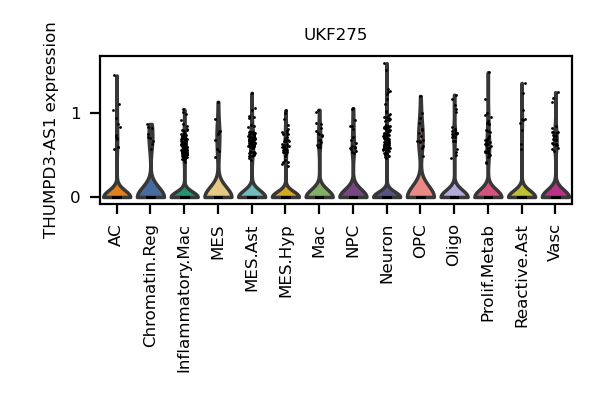 UKF275
THUMPD3-AS1 expression
1
0
AC
Chromatin.Reg
Inflammatory.Mac
MES
MES.Ast
MES.Hyp
Mac
NPC
Neuron
OPC
Oligo
Prolif.Metab
Reactive.Ast
Vasc